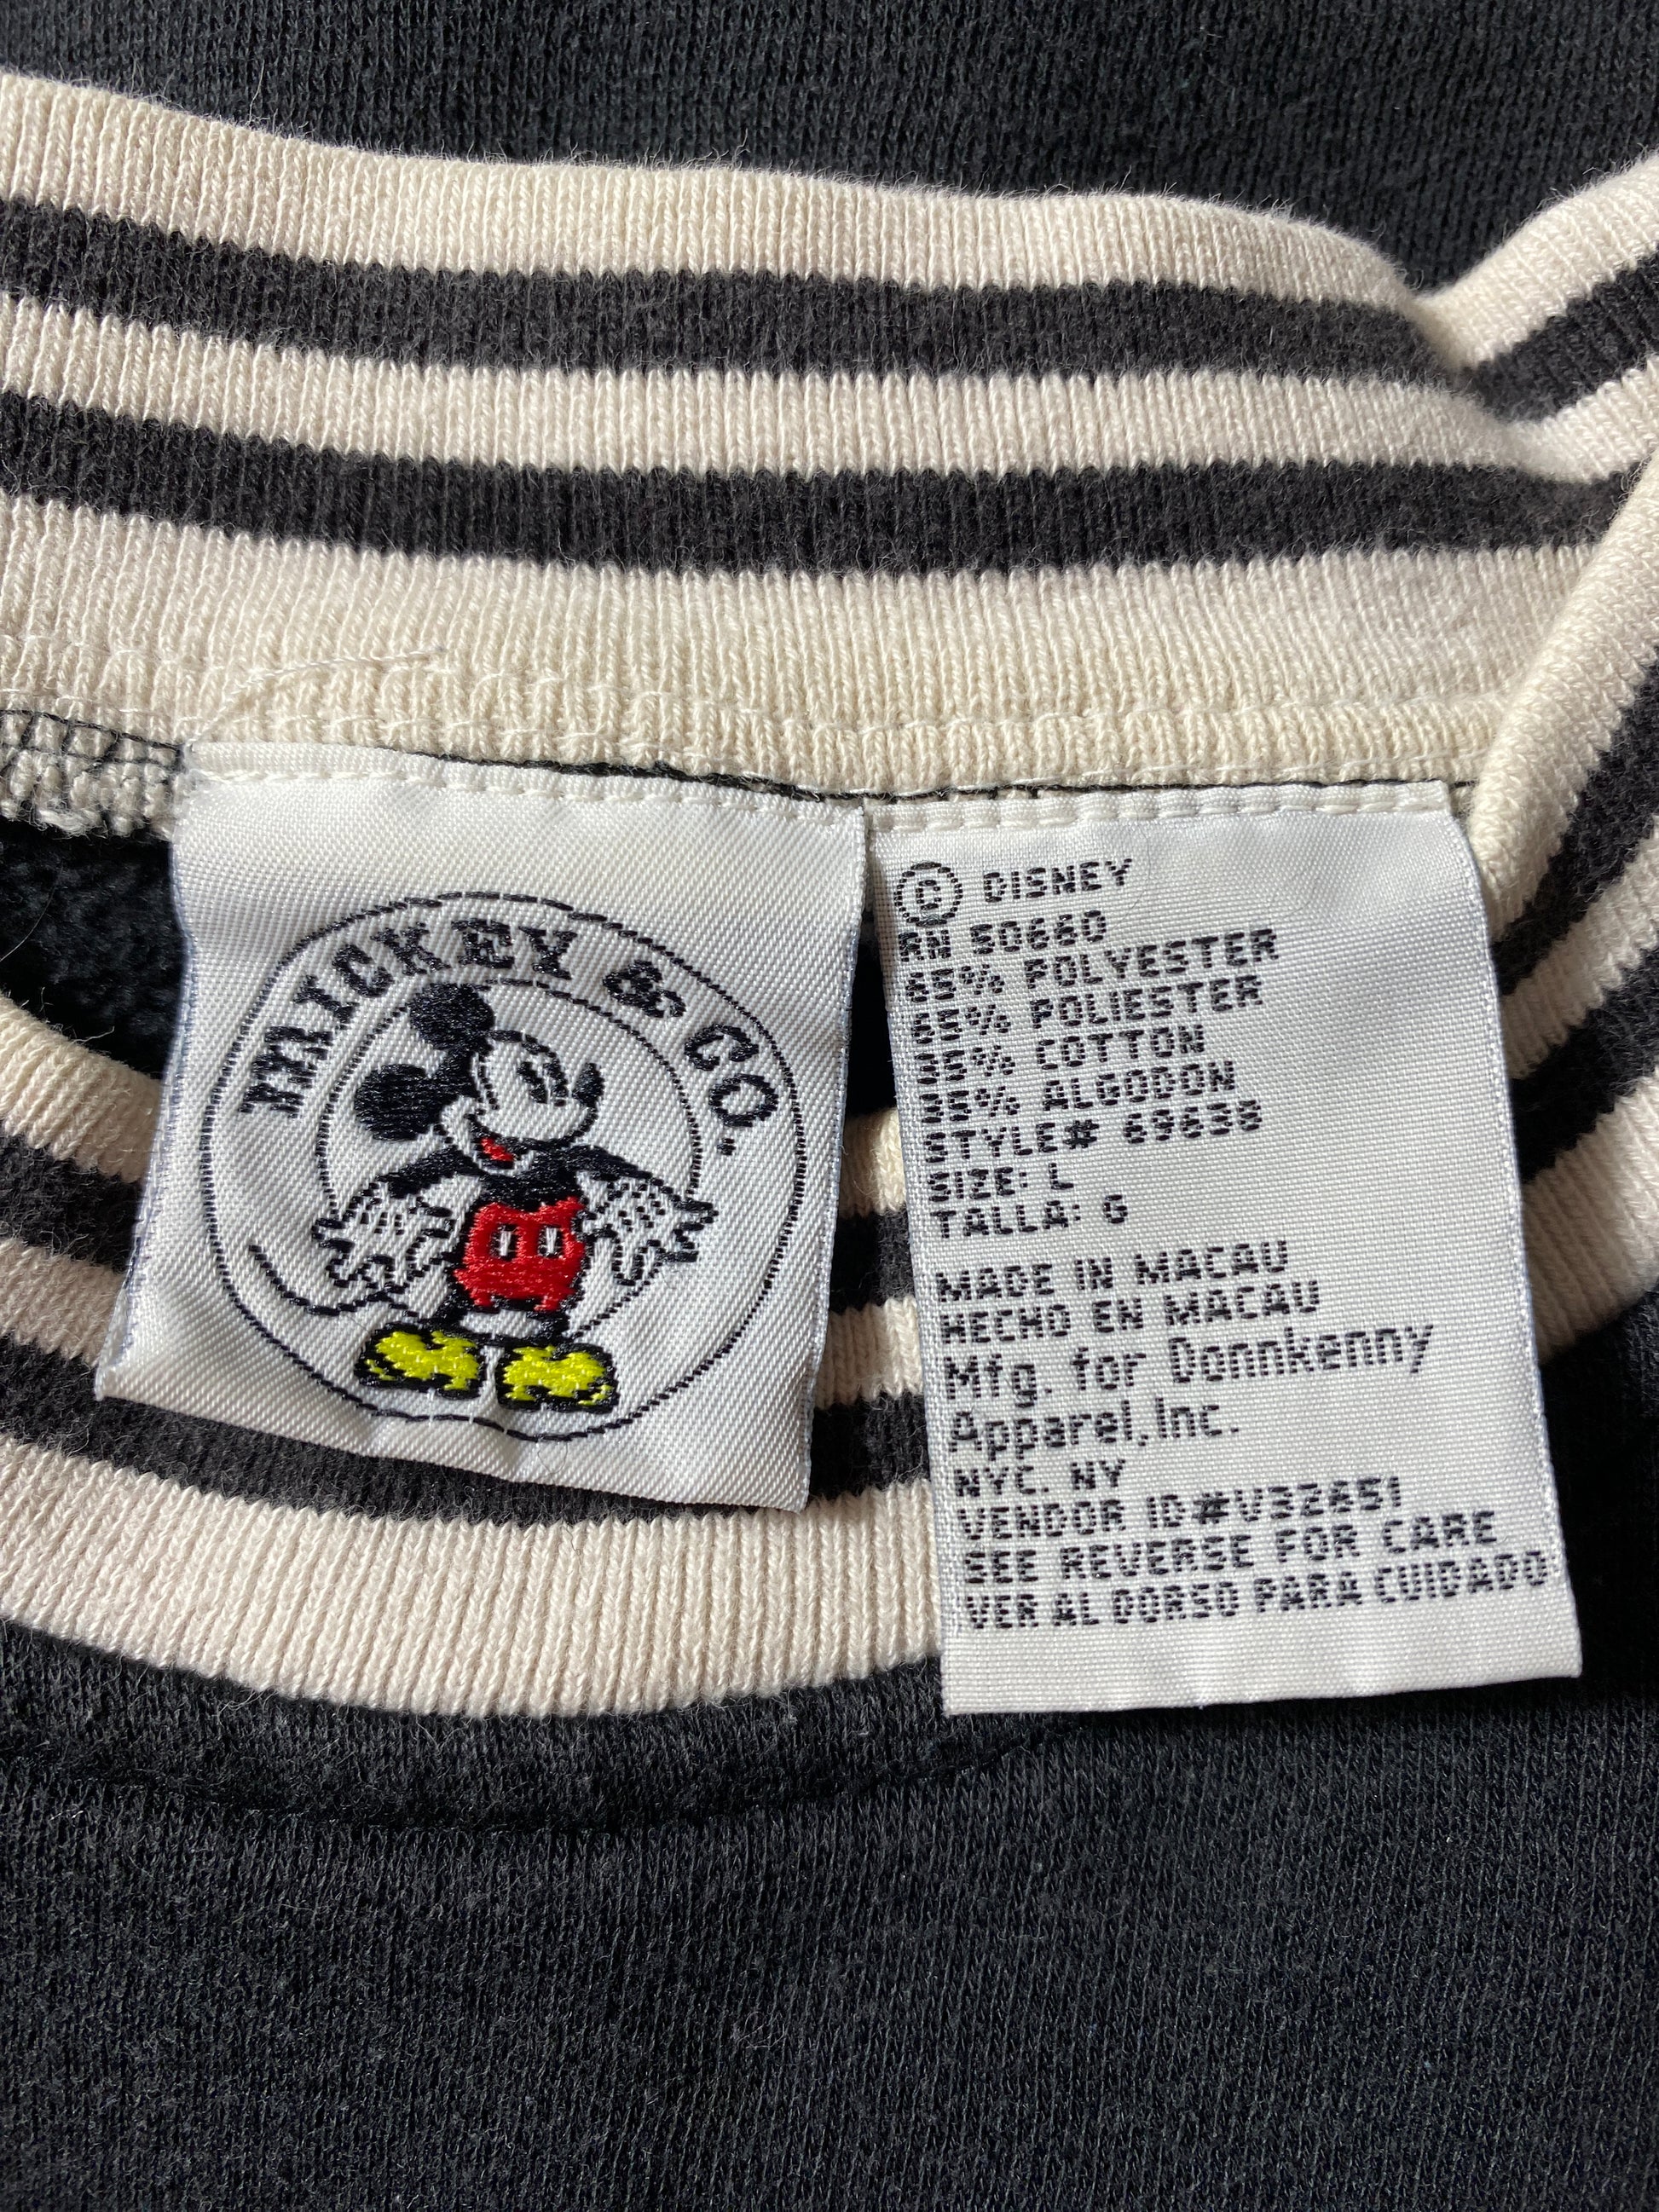 MICKEY & CO.
© DISNEY
RN 50660
65% POLYESTER
65% POLIESTER
35% COTTON
35% ALGODON
STYLE# 69638
SIZE: L
TALLA: G
MADE IN MACAU
HECHO EN MACAU
Mfg. for Donnkenny
Apparel, Inc.
NYC. NY
VENDOR ID#V32651
SEE REVERSE FOR CARE
VER AL DORSO PARA CUIDADO